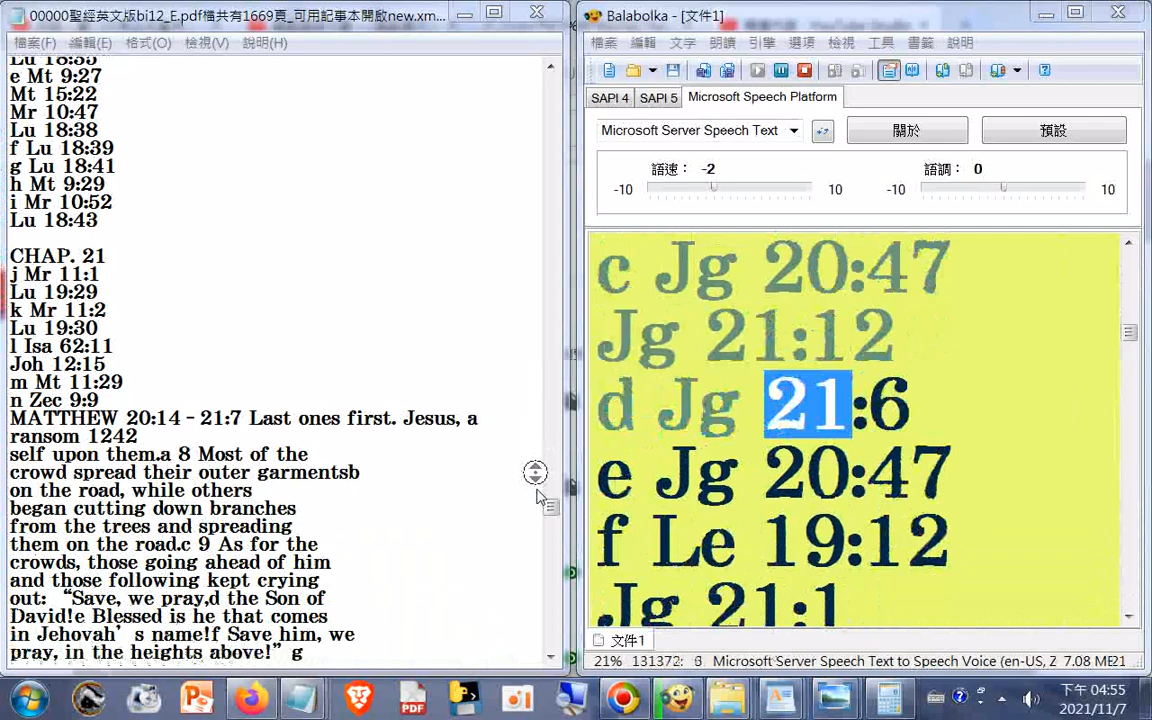 00000聖經英文版bi12_E.pdf檔共有1669頁_可用記事本開啟new.xm...
檔案(F) 編輯(E) 格式(O) 檢視(V) 說明(H)
Lu 18:35
e Mt 9:27
Mt 15:22
Mr 10:47
Lu 18:38
f Lu 18:39
g Lu 18:41
h Mt 9:29
i Mr 10:52
Lu 18:43
CHAP. 21
j Mr 11:1
Lu 19:29
k Mr 11:2
Lu 19:30
l Isa 62:11
Joh 12:15
m Mt 11:29
n Zec 9:9
MATTHEW 20:14–21:7 Last ones first. Jesus, a
ransom 1242
self upon them.a 8 Most of the
crowd spread their outer garmentsb
on the road, while others
began cutting down branches
from the trees and spreading
them on the road.c 9 As for the
crowds, those going ahead of him
and those following kept crying
out: “Save, we pray,d the Son of
David!e Blessed is he that comes
in Jehovah’s name!f Save him, we
pray, in the heights above!” g
Balabolka - [文件1]
檔案 編輯 文字 朗讀 引擎 選項 檢視 工具 書籤 說明
SAPI 4 SAPI 5 Microsoft Speech Platform
Microsoft Server Speech Text 關於 預設
語速： -2 語調： 0
-10 10 -10 10
c Jg 20:47
Jg 21:12
d Jg 21:6
e Jg 20:47
f Le 19:12
Jg 21:1
文件1
21% 131372: 8 Microsoft Server Speech Text to Speech Voice (en-US, Z 7.08 ME21
下午 04:55
2021/11/7